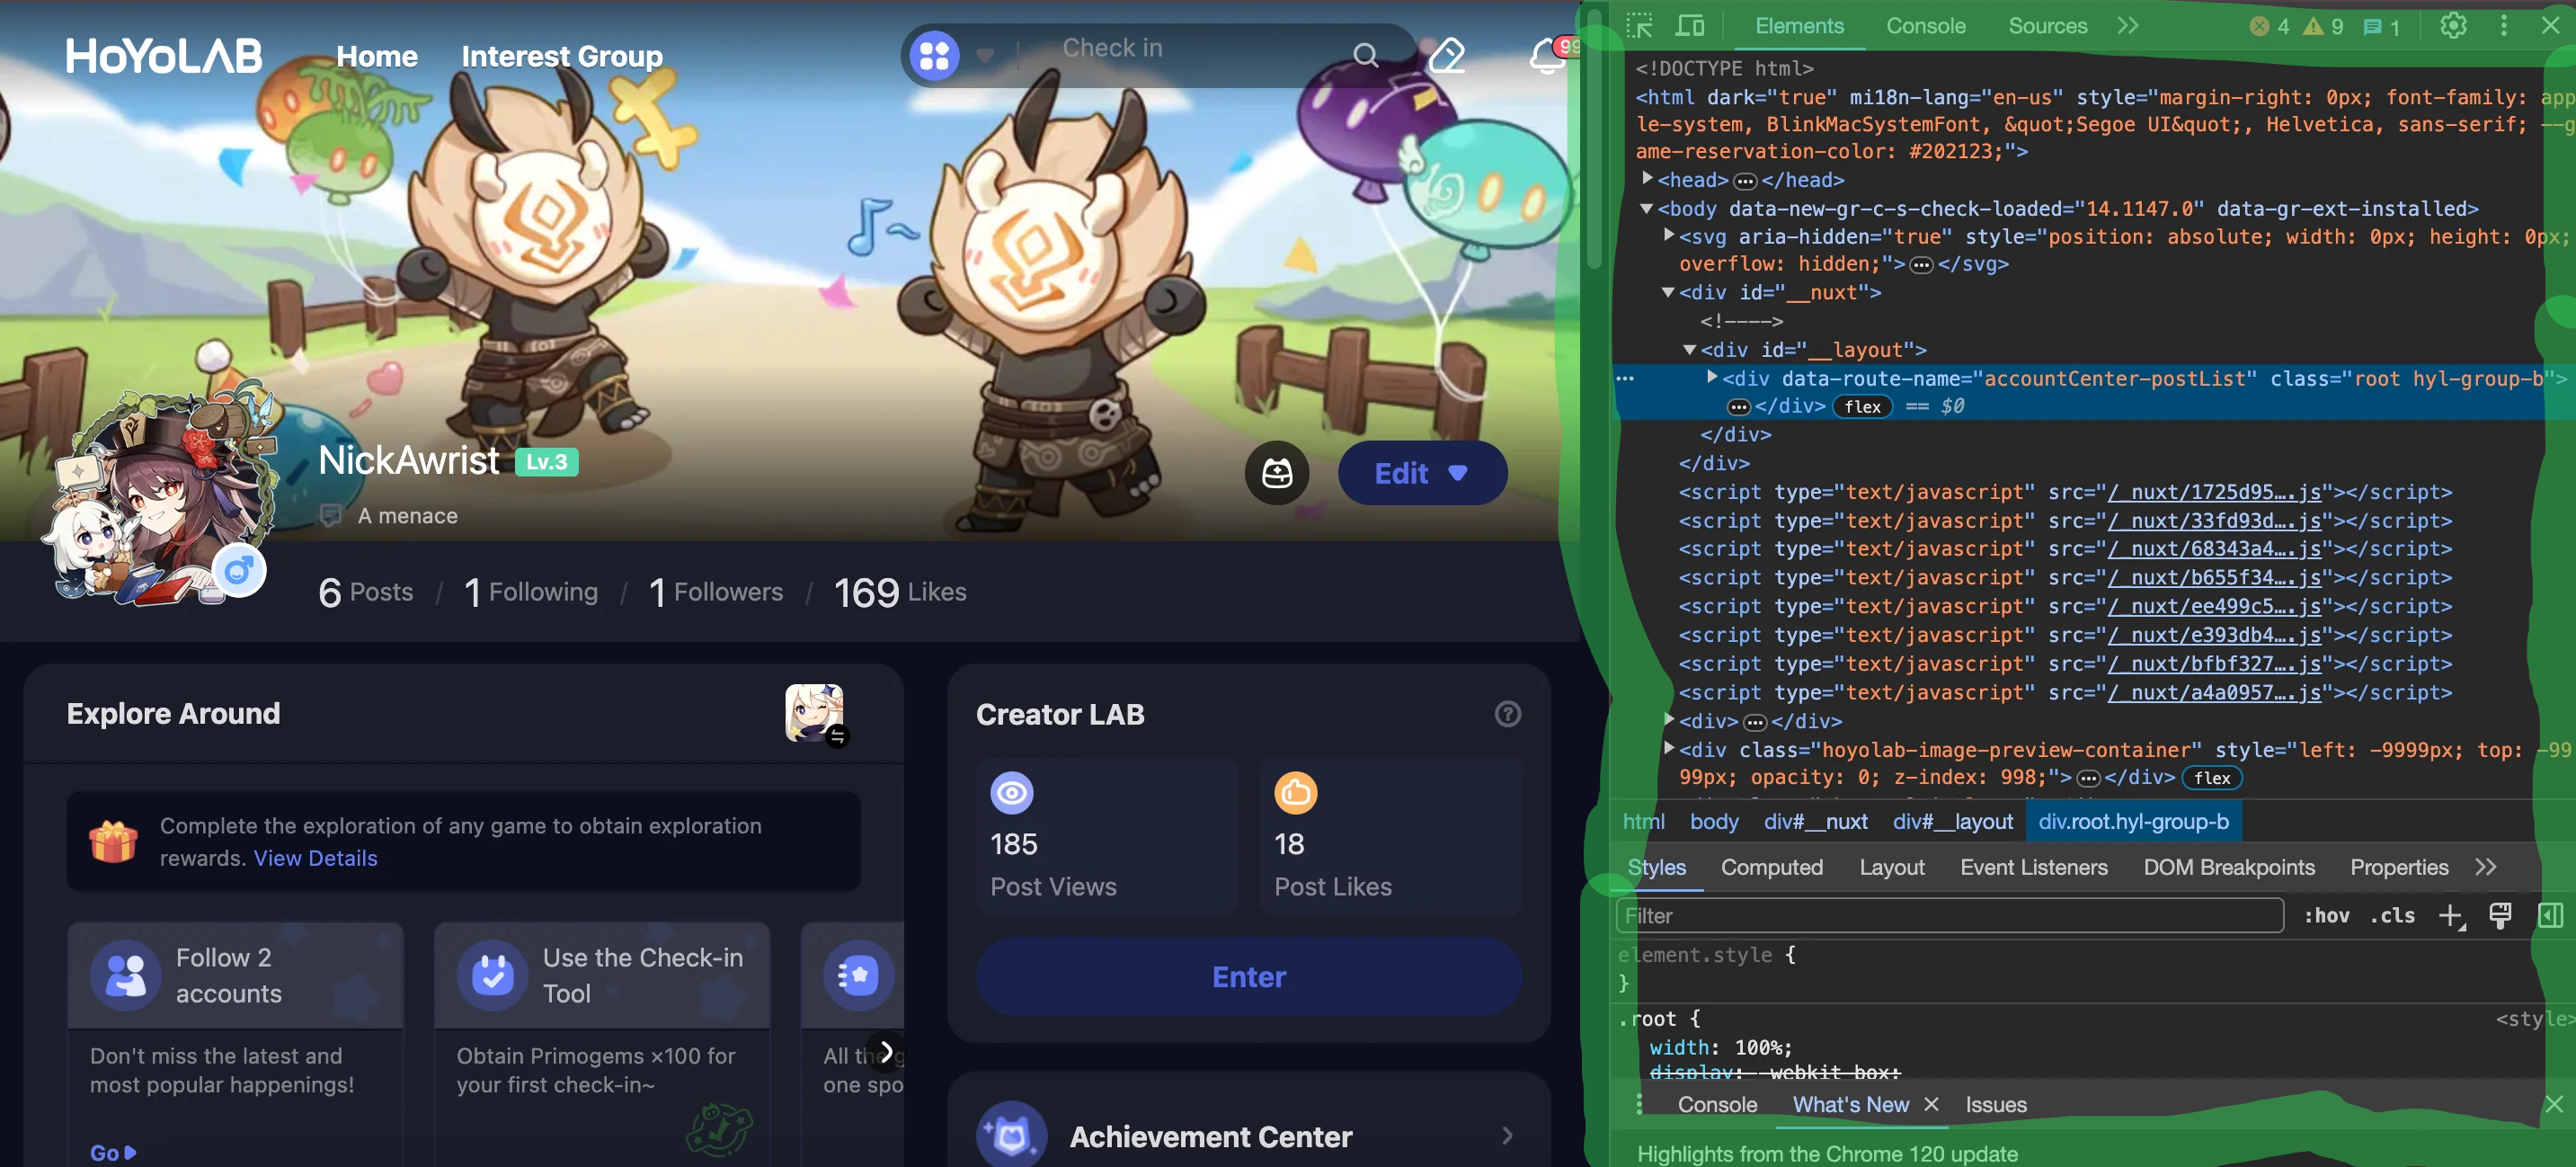 HoYoLAB Home Interest Group Check in 99
NickAwrist Lv.3
A menace
Edit
6 Posts / 1 Following / 1 Followers / 169 Likes
Explore Around
Complete the exploration of any game to obtain exploration
rewards. View Details
Follow 2
accounts
Don't miss the latest and
most popular happenings!
Go
Use the Check-in
Tool
Obtain Primogems ×100 for
your first check-in~
All the g
one spo
Creator LAB
185
Post Views
18
Post Likes
Enter
Achievement Center
Elements Console Sources 4 9 1
<!DOCTYPE html>
<html dark="true" mi18n-lang="en-us" style="margin-right: 0px; font-family: app
le-system, BlinkMacSystemFont, &quot;Segoe UI&quot;, Helvetica, sans-serif; --g
ame-reservation-color: #202123;">
<head>…</head>
<body data-new-gr-c-s-check-loaded="14.1147.0" data-gr-ext-installed>
<svg aria-hidden="true" style="position: absolute; width: 0px; height: 0px;
overflow: hidden;">…</svg>
<div id="__nuxt">
<!---->
<div id="__layout">
<div data-route-name="accountCenter-postList" class="root hyl-group-b">
…</div> flex == $0
</div>
</div>
<script type="text/javascript" src="/_nuxt/1725d95….js"></script>
<script type="text/javascript" src="/_nuxt/33fd93d….js"></script>
<script type="text/javascript" src="/_nuxt/68343a4….js"></script>
<script type="text/javascript" src="/_nuxt/b655f34….js"></script>
<script type="text/javascript" src="/_nuxt/ee499c5….js"></script>
<script type="text/javascript" src="/_nuxt/e393db4….js"></script>
<script type="text/javascript" src="/_nuxt/bfbf327….js"></script>
<script type="text/javascript" src="/_nuxt/a4a0957….js"></script>
<div>…</div>
<div class="hoyolab-image-preview-container" style="left: -9999px; top: -99
99px; opacity: 0; z-index: 998;">…</div> flex
html body div#__nuxt div#__layout div.root.hyl-group-b
Styles Computed Layout Event Listeners DOM Breakpoints Properties
Filter :hov .cls
element.style {
}
.root { <style>
width: 100%;
display: -webkit-box;
Console What's New Issues
Highlights from the Chrome 120 update